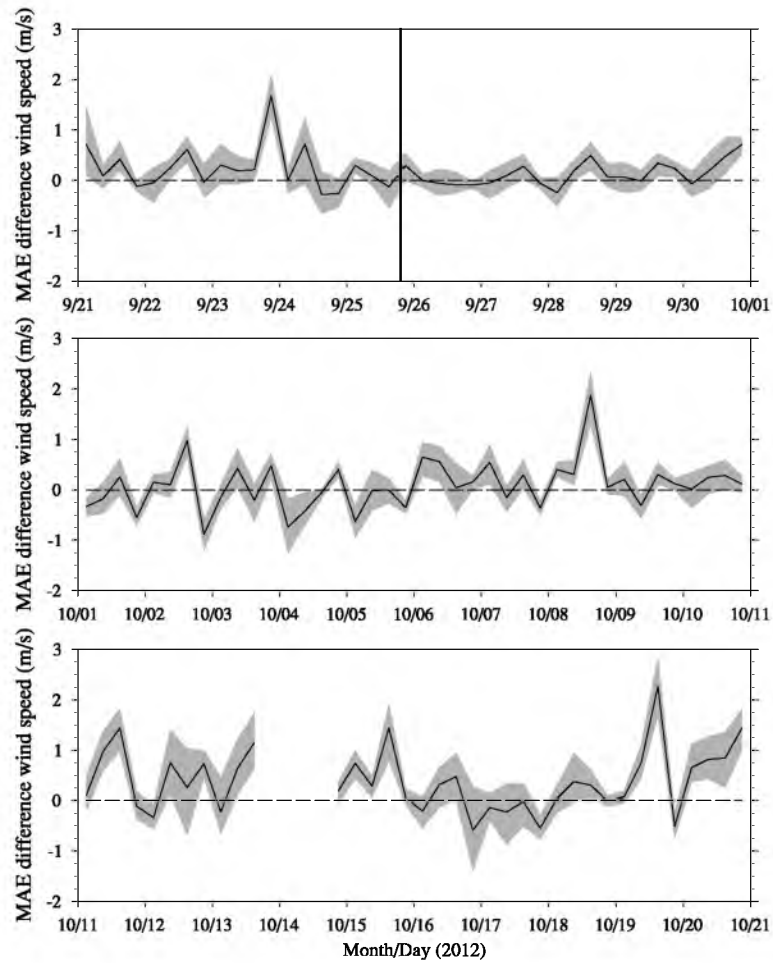 MAE difference wind speed (m/s)
3
2
1
0
-1
-2
9/21 9/22 9/23 9/24 9/25 9/26 9/27 9/28 9/29 9/30 10/01
MAE difference wind speed (m/s)
3
2
1
0
-1
-2
10/01 10/02 10/03 10/04 10/05 10/06 10/07 10/08 10/09 10/10 10/11
MAE difference wind speed (m/s)
3
2
1
0
-1
-2
10/11 10/12 10/13 10/14 10/15 10/16 10/17 10/18 10/19 10/20 10/21
Month/Day (2012)